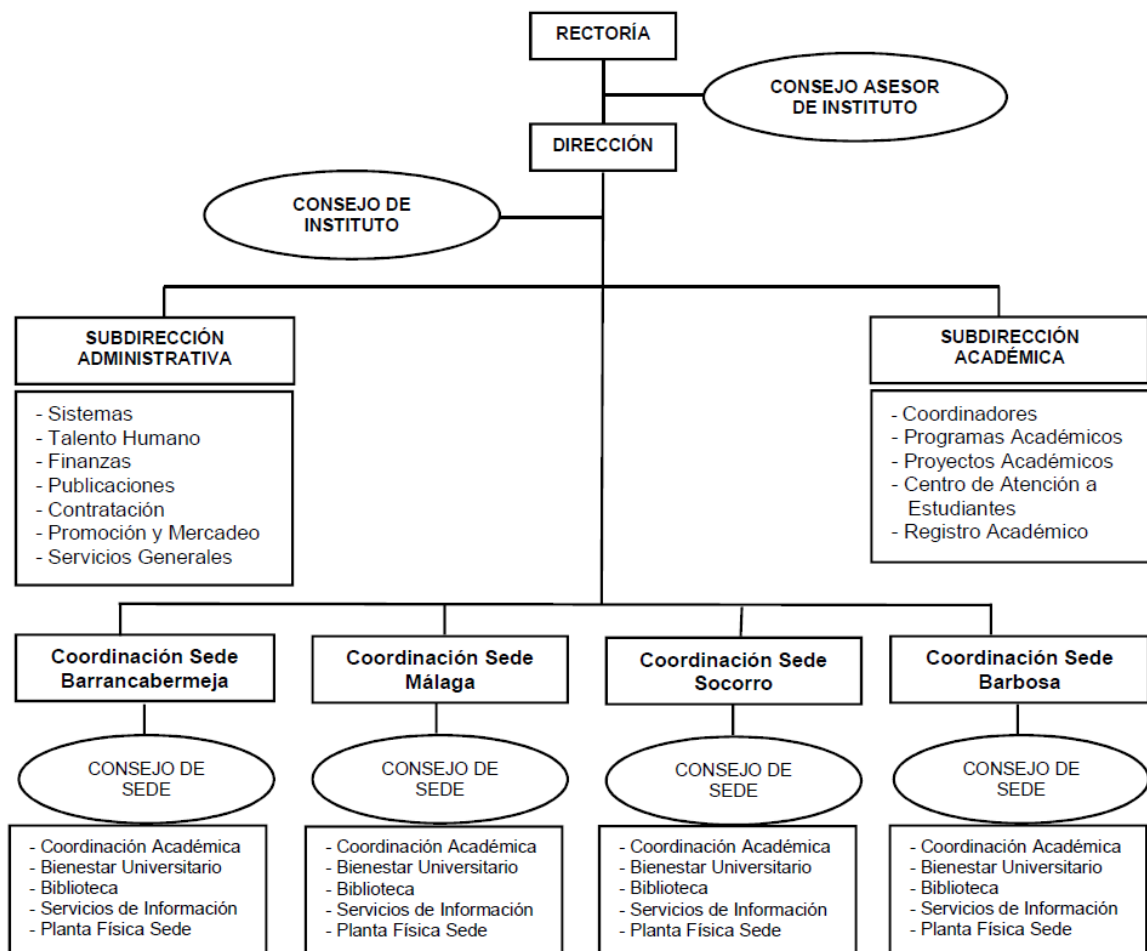 RECTORÍA
CONSEJO ASESOR
DE INSTITUTO
DIRECCIÓN
CONSEJO DE
INSTITUTO
SUBDIRECCIÓN
ADMINISTRATIVA
- Sistemas
- Talento Humano
- Finanzas
- Publicaciones
- Contratación
- Promoción y Mercadeo
- Servicios Generales
SUBDIRECCIÓN
ACADÉMICA
- Coordinadores
- Programas Académicos
- Proyectos Académicos
- Centro de Atención a
Estudiantes
- Registro Académico
Coordinación Sede
Barrancabermeja
CONSEJO DE
SEDE
- Coordinación Académica
- Bienestar Universitario
- Biblioteca
- Servicios de Información
- Planta Física Sede
Coordinación Sede
Málaga
CONSEJO DE
SEDE
- Coordinación Académica
- Bienestar Universitario
- Biblioteca
- Servicios de Información
- Planta Física Sede
Coordinación Sede
Socorro
CONSEJO DE
SEDE
- Coordinación Académica
- Bienestar Universitario
- Biblioteca
- Servicios de Información
- Planta Física Sede
Coordinación Sede
Barbosa
CONSEJO DE
SEDE
- Coordinación Académica
- Bienestar Universitario
- Biblioteca
- Servicios de Información
- Planta Física Sede